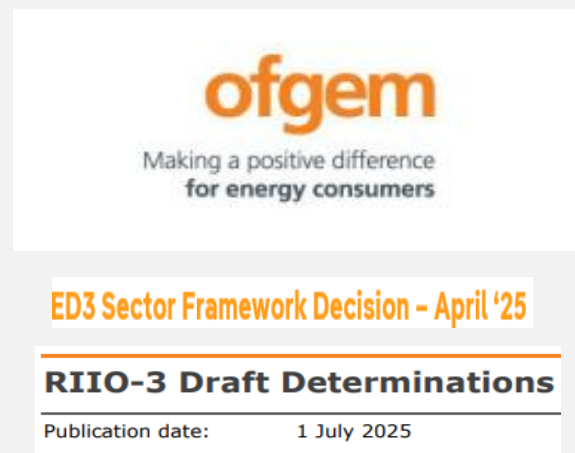 ofgem
Making a positive difference
for energy consumers
ED3 Sector Framework Decision – April ‘25
RIIO-3 Draft Determinations
Publication date: 1 July 2025